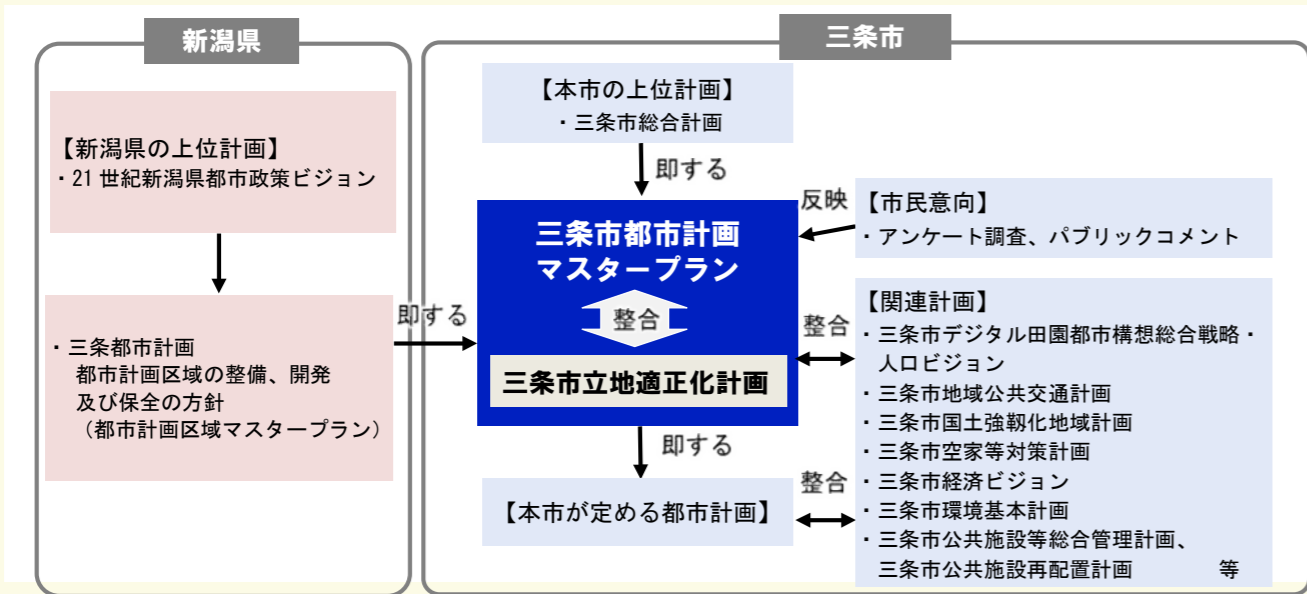 新潟県
【新潟県の上位計画】
・21世紀新潟県都市政策ビジョン
・三条都市計画
都市計画区域の整備、開発
及び保全の方針
（都市計画区域マスタープラン）
即する
三条市
【本市の上位計画】
・三条市総合計画
即する
三条市都市計画
マスタープラン
整合
三条市立地適正化計画
即する
【本市が定める都市計画】
反映
【市民意向】
・アンケート調査、パブリックコメント
整合
【関連計画】
・三条市デジタル田園都市構想総合戦略・
人口ビジョン
・三条市地域公共交通計画
・三条市国土強靱化地域計画
・三条市空家等対策計画
・三条市経済ビジョン
・三条市環境基本計画
・三条市公共施設等総合管理計画、
三条市公共施設再配置計画　等
整合